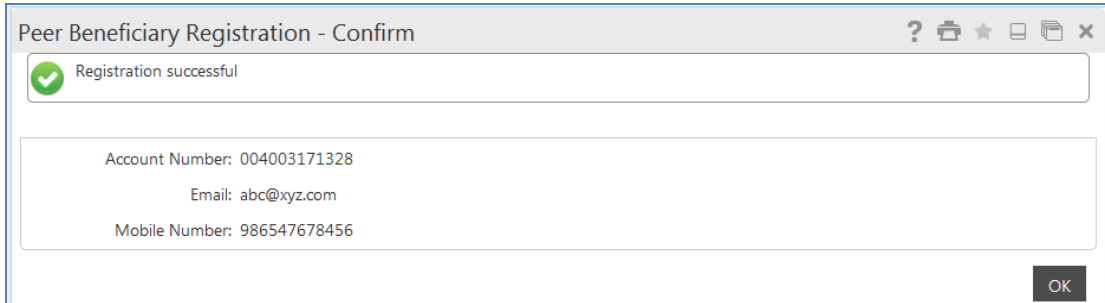 Peer Beneficiary Registration - Confirm
Registration successful
Account Number: 004003171328
Email: abc@xyz.com
Mobile Number: 986547678456
OK